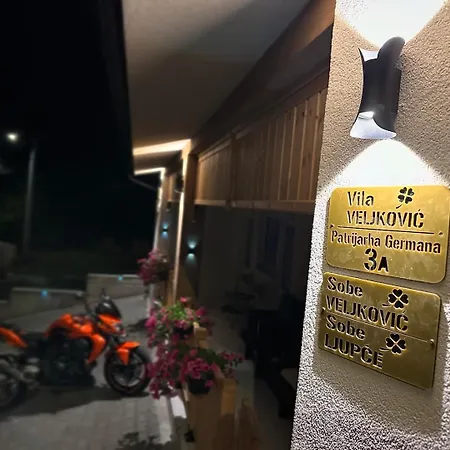 Vila
VELJKOVIĆ
Patrijarha Germana
3A
Sobe
VELJKOVIĆ
Sobe
LJUPČE